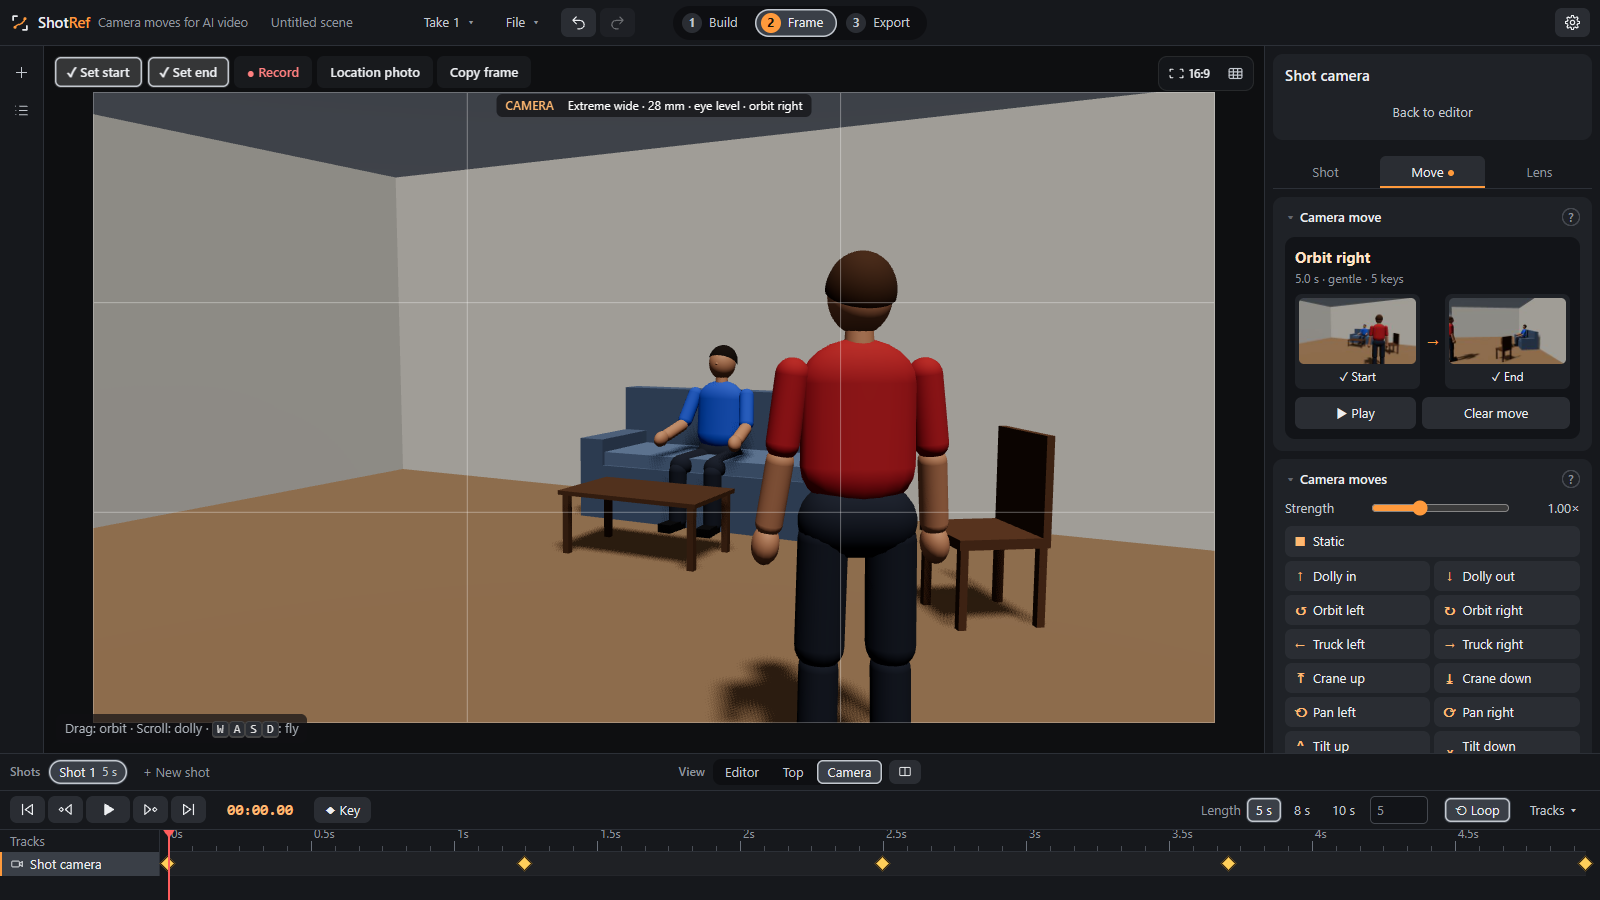 ShotRef Camera moves for AI video Untitled scene Take 1 File 1 Build 2 Frame 3 Export
✓ Set start ✓ Set end ● Record Location photo Copy frame 16:9
CAMERA Extreme wide · 28 mm · eye level · orbit right
Drag: orbit · Scroll: dolly · W A S D : fly
Shot camera
Back to editor
Shot Move Lens
Camera move ?
Orbit right
5.0 s · gentle · 5 keys
✓ Start → ✓ End
▶ Play Clear move
Camera moves ?
Strength 1.00×
Static
↑ Dolly in ↓ Dolly out
Orbit left Orbit right
← Truck left → Truck right
Crane up Crane down
Pan left Pan right
Tilt up Tilt down
Shots Shot 1 5 s + New shot View Editor Top Camera
00:00.00 ◆ Key Length 5 s 8 s 10 s 5 Loop Tracks
Tracks 0s 0.5s 1s 1.5s 2s 2.5s 3s 3.5s 4s 4.5s
Shot camera